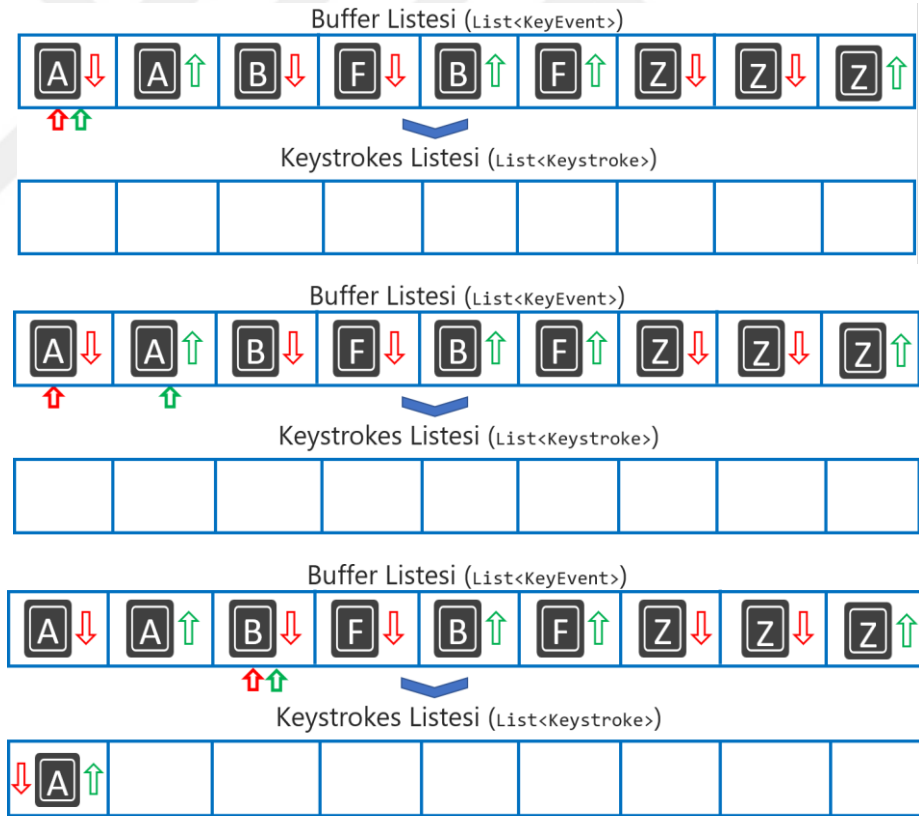 Buffer Listesi (List<KeyEvent>)
A A B F B F Z Z Z
Keystrokes Listesi (List<Keystroke>)
Buffer Listesi (List<KeyEvent>)
A A B F B F Z Z Z
Keystrokes Listesi (List<Keystroke>)
Buffer Listesi (List<KeyEvent>)
A A B F B F Z Z Z
Keystrokes Listesi (List<Keystroke>)
A